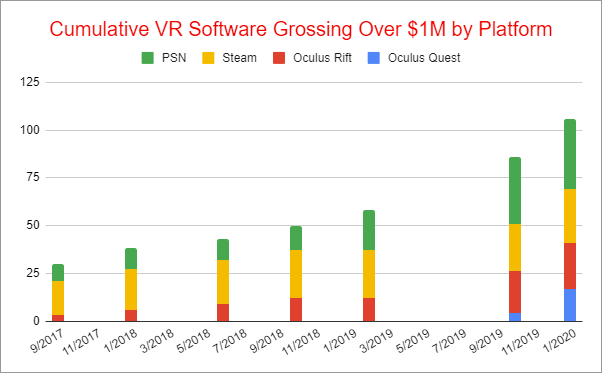 Cumulative VR Software Grossing Over $1M by Platform
PSN Steam Oculus Rift Oculus Quest
125
100
75
50
25
0
9/2017 11/2017 1/2018 3/2018 5/2018 7/2018 9/2018 11/2018 1/2019 3/2019 5/2019 7/2019 9/2019 11/2019 1/2020